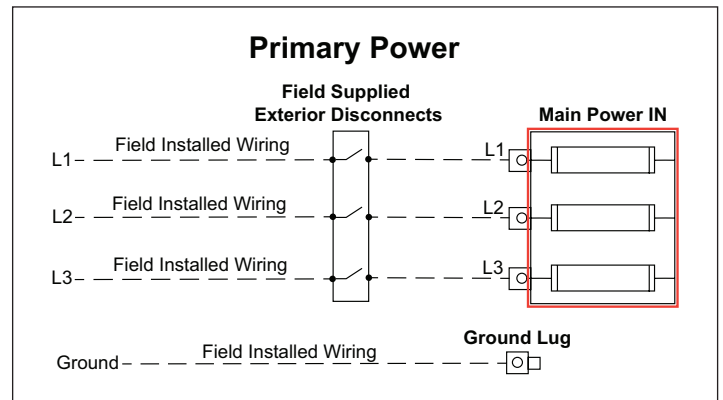 Primary Power
Field Supplied
Exterior Disconnects
Main Power IN
L1 Field Installed Wiring L1
L2 Field Installed Wiring L2
L3 Field Installed Wiring L3
Ground Lug
Ground Field Installed Wiring